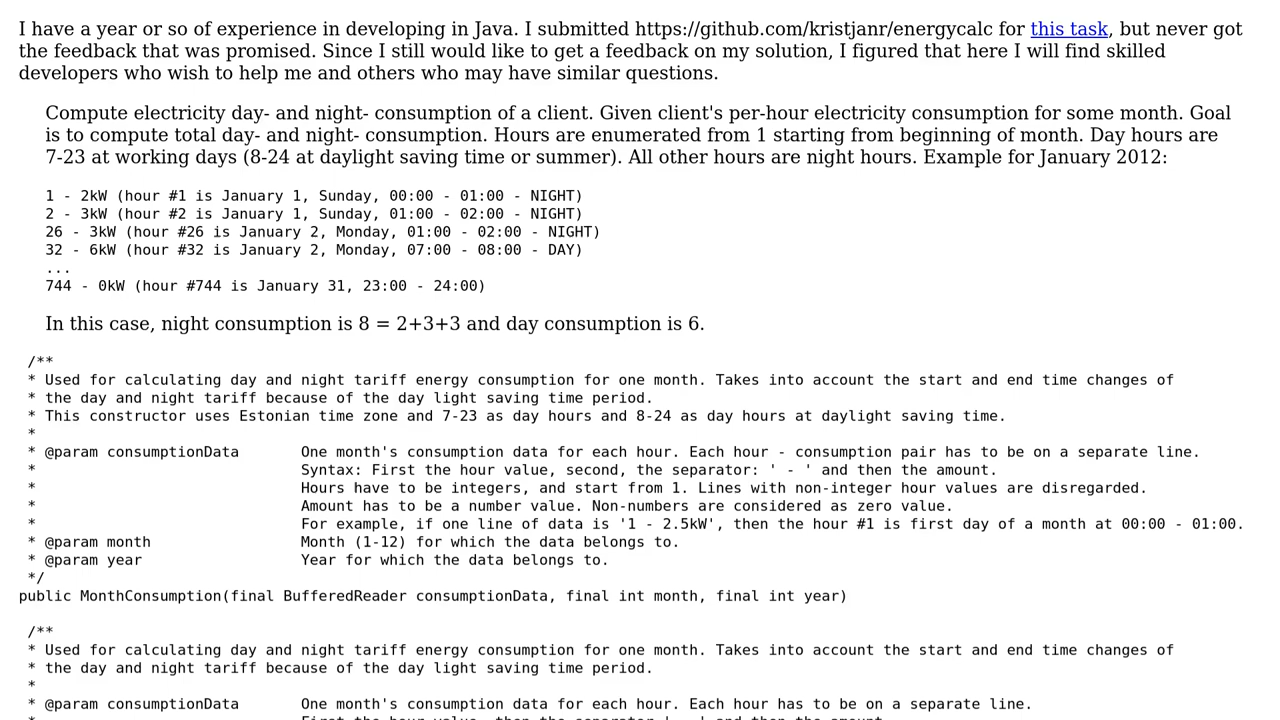 I have a year or so of experience in developing in Java. I submitted https://github.com/kristjanr/energycalc for this task, but never got
the feedback that was promised. Since I still would like to get a feedback on my solution, I figured that here I will find skilled
developers who wish to help me and others who may have similar questions.
Compute electricity day- and night- consumption of a client. Given client's per-hour electricity consumption for some month. Goal
is to compute total day- and night- consumption. Hours are enumerated from 1 starting from beginning of month. Day hours are
7-23 at working days (8-24 at daylight saving time or summer). All other hours are night hours. Example for January 2012:
1 - 2kW (hour #1 is January 1, Sunday, 00:00 - 01:00 - NIGHT)
2 - 3kW (hour #2 is January 1, Sunday, 01:00 - 02:00 - NIGHT)
26 - 3kW (hour #26 is January 2, Monday, 01:00 - 02:00 - NIGHT)
32 - 6kW (hour #32 is January 2, Monday, 07:00 - 08:00 - DAY)
...
744 - 0kW (hour #744 is January 31, 23:00 - 24:00)
In this case, night consumption is 8 = 2+3+3 and day consumption is 6.
/**
* Used for calculating day and night tariff energy consumption for one month. Takes into account the start and end time changes of
* the day and night tariff because of the day light saving time period.
* This constructor uses Estonian time zone and 7-23 as day hours and 8-24 as day hours at daylight saving time.
*
* @param consumptionData One month's consumption data for each hour. Each hour - consumption pair has to be on a separate line.
* Syntax: First the hour value, second, the separator: ' - ' and then the amount.
* Hours have to be integers, and start from 1. Lines with non-integer hour values are disregarded.
* Amount has to be a number value. Non-numbers are considered as zero value.
* For example, if one line of data is '1 - 2.5kW', then the hour #1 is first day of a month at 00:00 - 01:00.
* @param month Month (1-12) for which the data belongs to.
* @param year Year for which the data belongs to.
*/
public MonthConsumption(final BufferedReader consumptionData, final int month, final int year)
/**
* Used for calculating day and night tariff energy consumption for one month. Takes into account the start and end time changes of
* the day and night tariff because of the day light saving time period.
*
* @param consumptionData One month's consumption data for each hour. Each hour has to be on a separate line.